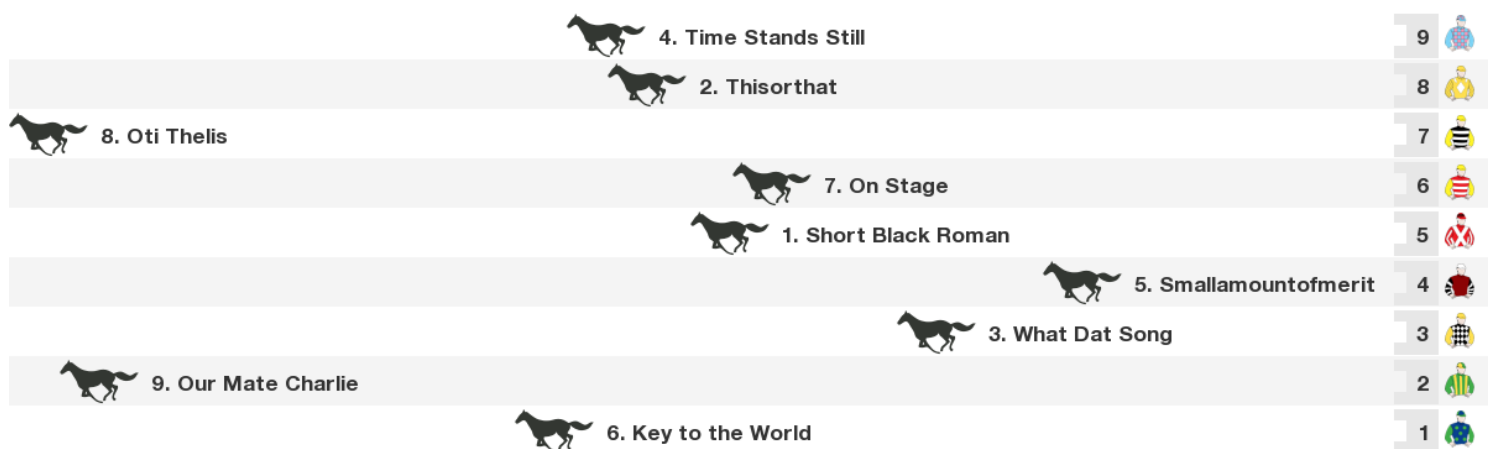 4. Time Stands Still 9
2. Thisorthat 8
8. Oti Thelis 7
7. On Stage 6
1. Short Black Roman 5
5. Smallamountofmerit 4
3. What Dat Song 3
9. Our Mate Charlie 2
6. Key to the World 1